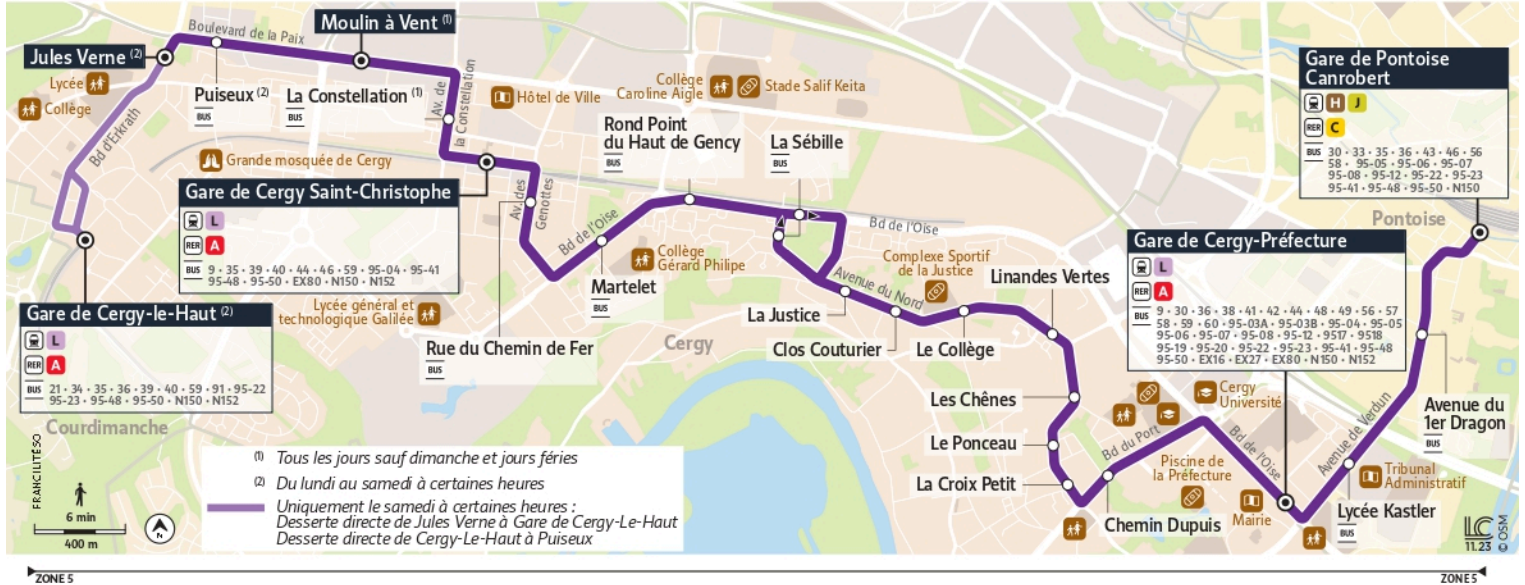 Moulin à Vent (1)
Boulevard de la Paix
Jules Verne (2)
Lycée
Collège
Puiseux (2)
BUS
La Constellation (1)
BUS
Av. de
la Constellation
Hôtel de Ville
Bd d'Erkrath
Grande mosquée de Cergy
Gare de Cergy Saint-Christophe
L
RER A
BUS 9 · 35 · 39 · 40 · 44 · 46 · 59 · 95-04 · 95-41
95-48 · 95-50 · EX80 · N150 · N152
Gare de Cergy-le-Haut (2)
L
RER A
BUS 21 · 34 · 35 · 36 · 39 · 40 · 59 · 91 · 95-22
95-23 · 95-48 · 95-50 · N150 · N152
Courdimanche
Av. des
Genottes
Rue du Chemin de Fer
BUS
Lycée général et
technologique Galilée
Bd de l'Oise
Martelet
BUS
Collège
Gérard Philipe
Cergy
Collège
Caroline Aigle
Stade Salif Keita
Rond Point
du Haut de Gency
BUS
La Sébille
BUS
Bd de l'Oise
Avenue du Nord
La Justice
Clos Couturier
Complexe Sportif
de la Justice
Le Collège
Linandes Vertes
Les Chênes
Le Ponceau
La Croix Petit
Chemin Dupuis
Bd du Port
Cergy
Université
Piscine de
la Préfecture
Mairie
Bd de l'Oise
Gare de Cergy-Préfecture
L
RER A
BUS 9 · 30 · 36 · 38 · 41 · 42 · 44 · 48 · 49 · 56 · 57
58 · 59 · 60 · 95-03A · 95-03B · 95-04 · 95-05
95-06 · 95-07 · 95-08 · 95-12 · 9517 · 9518
95-19 · 95-20 · 95-22 · 95-23 · 95-41 · 95-48
95-50 · EX16 · EX27 · EX80 · N150 · N152
Avenue de Verdun
Lycée Kastler
BUS
Tribunal
Administratif
Avenue du
1er Dragon
BUS
Pontoise
Gare de Pontoise
Canrobert
H J
RER C
BUS 30 · 33 · 35 · 36 · 43 · 46 · 56
58 · 95-05 · 95-06 · 95-07
95-08 · 95-12 · 95-22 · 95-23
95-41 · 95-48 · 95-50 · N150
(1) Tous les jours sauf dimanche et jours féries
(2) Du lundi au samedi à certaines heures
Uniquement le samedi à certaines heures :
Desserte directe de Jules Verne à Gare de Cergy-Le-Haut
Desserte directe de Cergy-Le-Haut à Puiseux
FRANCILITÉ SO
6 min
400 m
N
LC
11.23
© OSM
ZONE 5
ZONE 5